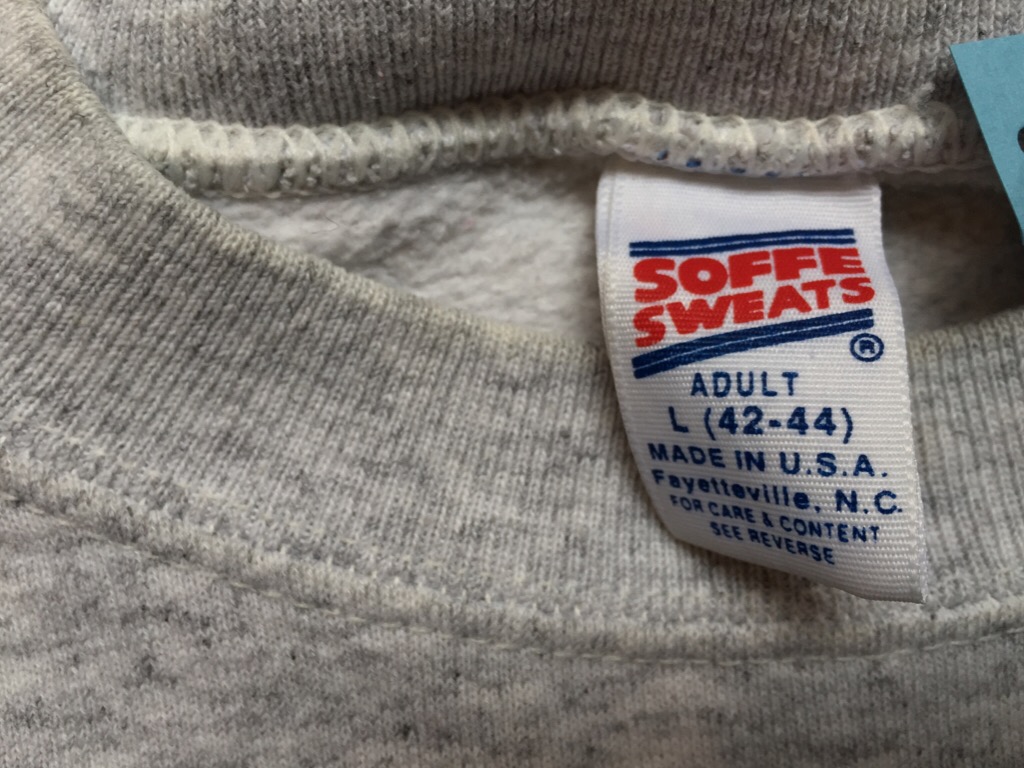 SOFFE
SWEATS
®
ADULT
L (42-44)
MADE IN U.S.A.
Fayetteville, N.C.
FOR CARE & CONTENT
SEE REVERSE